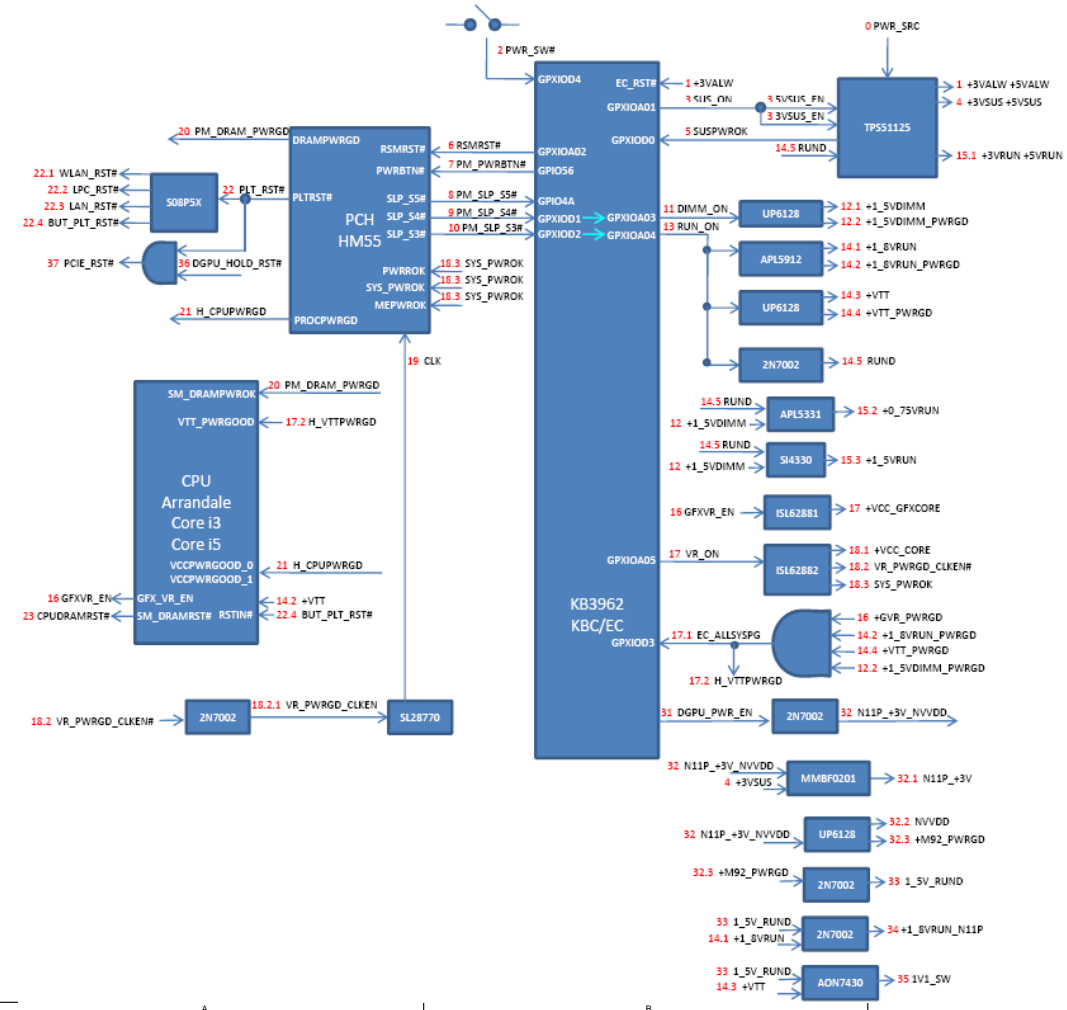 0 PWR_SRC
2 PWR_SW#
GPXIOD4
EC_RST#
1 +3VALW
GPXIOA01
3 SUS_ON
3 5VSUS_EN
3 3VSUS_EN
GPXIOD0
5 SUSPWROK
14.5 RUND
TPS51125
1 +3VALW +5VALW
4 +3VSUS +5VSUS
15.1 +3VRUN +5VRUN
20 PM_DRAM_PWRGD
DRAMPWRGD
RSMRST#
6 RSMRST#
GPXIOA02
PWRBTN#
7 PM_PWRBTN#
GPIO56
22.1 WLAN_RST#
22.2 LPC_RST#
22.3 LAN_RST#
22.4 BUT_PLT_RST#
S08P5X
22 PLT_RST#
PLTRST#
PCH
HM55
SLP_S5#
8 PM_SLP_S5#
GPIO4A
SLP_S4#
9 PM_SLP_S4#
GPXIOD1
GPXIOA03
SLP_S3#
10 PM_SLP_S3#
GPXIOD2
GPXIOA04
11 DIMM_ON
UP6128
12.1 +1_5VDIMM
12.2 +1_5VDIMM_PWRGD
13 RUN_ON
APL5912
14.1 +1_8VRUN
14.2 +1_8VRUN_PWRGD
37 PCIE_RST#
36 DGPU_HOLD_RST#
PWRROK
18.3 SYS_PWROK
SYS_PWROK
18.3 SYS_PWROK
MEPWROK
18.3 SYS_PWROK
21 H_CPUPWRGD
PROCPWRGD
UP6128
14.3 +VTT
14.4 +VTT_PWRGD
19 CLK
2N7002
14.5 RUND
SM_DRAMPWROK
20 PM_DRAM_PWRGD
VTT_PWRGOOD
17.2 H_VTTPWRGD
14.5 RUND
12 +1_5VDIMM
APL5331
15.2 +0_75VRUN
14.5 RUND
12 +1_5VDIMM
SI4330
15.3 +1_5VRUN
CPU
Arrandale
Core i3
Core i5
16 GFXVR_EN
ISL62881
17 +VCC_GFXCORE
VCCPWRGOOD_0
VCCPWRGOOD_1
21 H_CPUPWRGD
GPXIOA05
17 VR_ON
ISL62882
18.1 +VCC_CORE
18.2 VR_PWRGD_CLKEN#
18.3 SYS_PWROK
16 GFXVR_EN
GFX_VR_EN
14.2 +VTT
23 CPUDRAMRST#
SM_DRAMRST#
RSTIN#
22.4 BUT_PLT_RST#
KB3962
KBC/EC
GPXIOD3
17.1 EC_ALLSYSPG
17.2 H_VTTPWRGD
16 +GVR_PWRGD
14.2 +1_8VRUN_PWRGD
14.4 +VTT_PWRGD
12.2 +1_5VDIMM_PWRGD
18.2 VR_PWRGD_CLKEN#
2N7002
18.2.1 VR_PWRGD_CLKEN
SL28770
31 DGPU_PWR_EN
2N7002
32 N11P_+3V_NVVDD
32 N11P_+3V_NVVDD
4 +3VSUS
MMBF0201
32.1 N11P_+3V
32 N11P_+3V_NVVDD
UP6128
32.2 NVVDD
32.3 +M92_PWRGD
32.3 +M92_PWRGD
2N7002
33 1_5V_RUND
33 1_5V_RUND
14.1 +1_8VRUN
2N7002
34 +1_8VRUN_N11P
33 1_5V_RUND
14.3 +VTT
AON7430
35 1V1_SW
A
B